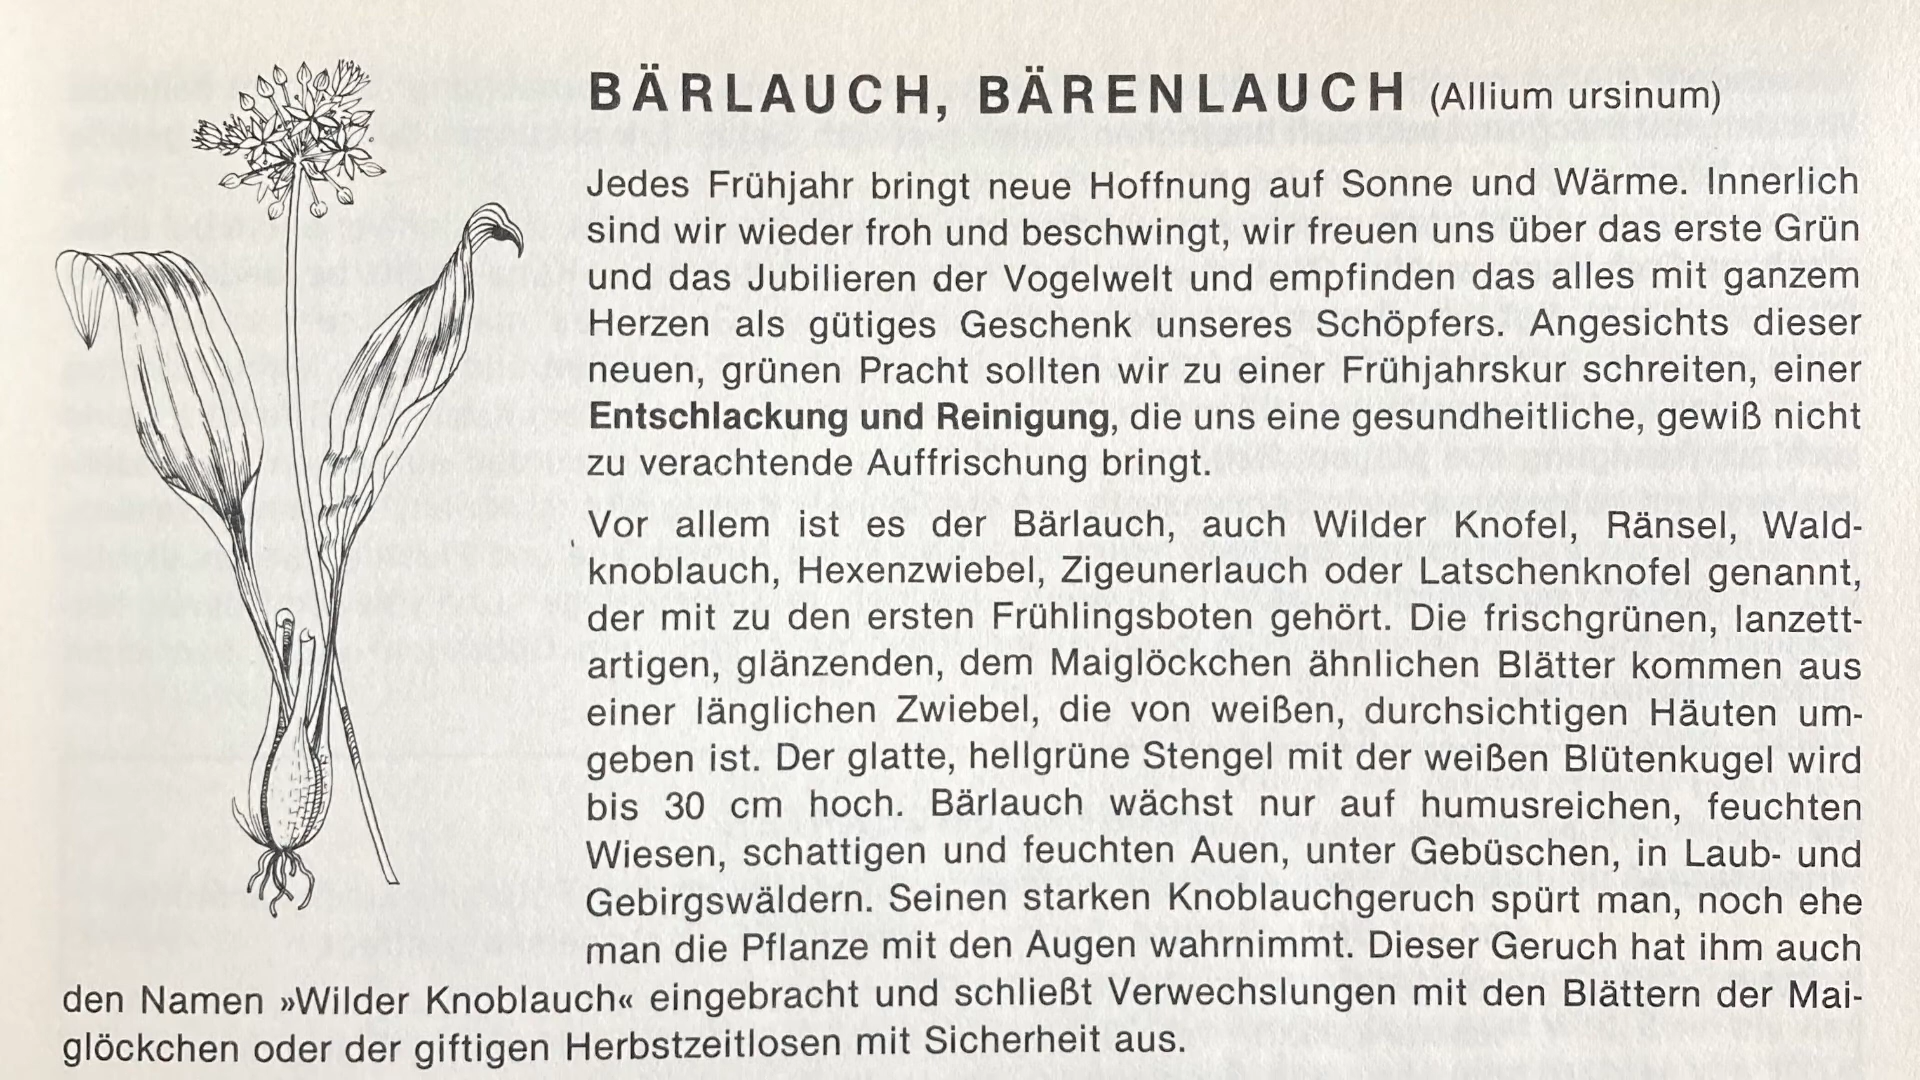 BÄRLAUCH, BÄRENLAUCH (Allium ursinum)
Jedes Frühjahr bringt neue Hoffnung auf Sonne und Wärme. Innerlich
sind wir wieder froh und beschwingt, wir freuen uns über das erste Grün
und das Jubilieren der Vogelwelt und empfinden das alles mit ganzem
Herzen als gütiges Geschenk unseres Schöpfers. Angesichts dieser
neuen, grünen Pracht sollten wir zu einer Frühjahrskur schreiten, einer
Entschlackung und Reinigung, die uns eine gesundheitliche, gewiß nicht
zu verachtende Auffrischung bringt.
Vor allem ist es der Bärlauch, auch Wilder Knofel, Ränsel, Wald-
knoblauch, Hexenzwiebel, Zigeunerlauch oder Latschenknofel genannt,
der mit zu den ersten Frühlingsboten gehört. Die frischgrünen, lanzett-
artigen, glänzenden, dem Maiglöckchen ähnlichen Blätter kommen aus
einer länglichen Zwiebel, die von weißen, durchsichtigen Häuten um-
geben ist. Der glatte, hellgrüne Stengel mit der weißen Blütenkugel wird
bis 30 cm hoch. Bärlauch wächst nur auf humusreichen, feuchten
Wiesen, schattigen und feuchten Auen, unter Gebüschen, in Laub- und
Gebirgswäldern. Seinen starken Knoblauchgeruch spürt man, noch ehe
man die Pflanze mit den Augen wahrnimmt. Dieser Geruch hat ihm auch
den Namen »Wilder Knoblauch« eingebracht und schließt Verwechslungen mit den Blättern der Mai-
glöckchen oder der giftigen Herbstzeitlosen mit Sicherheit aus.